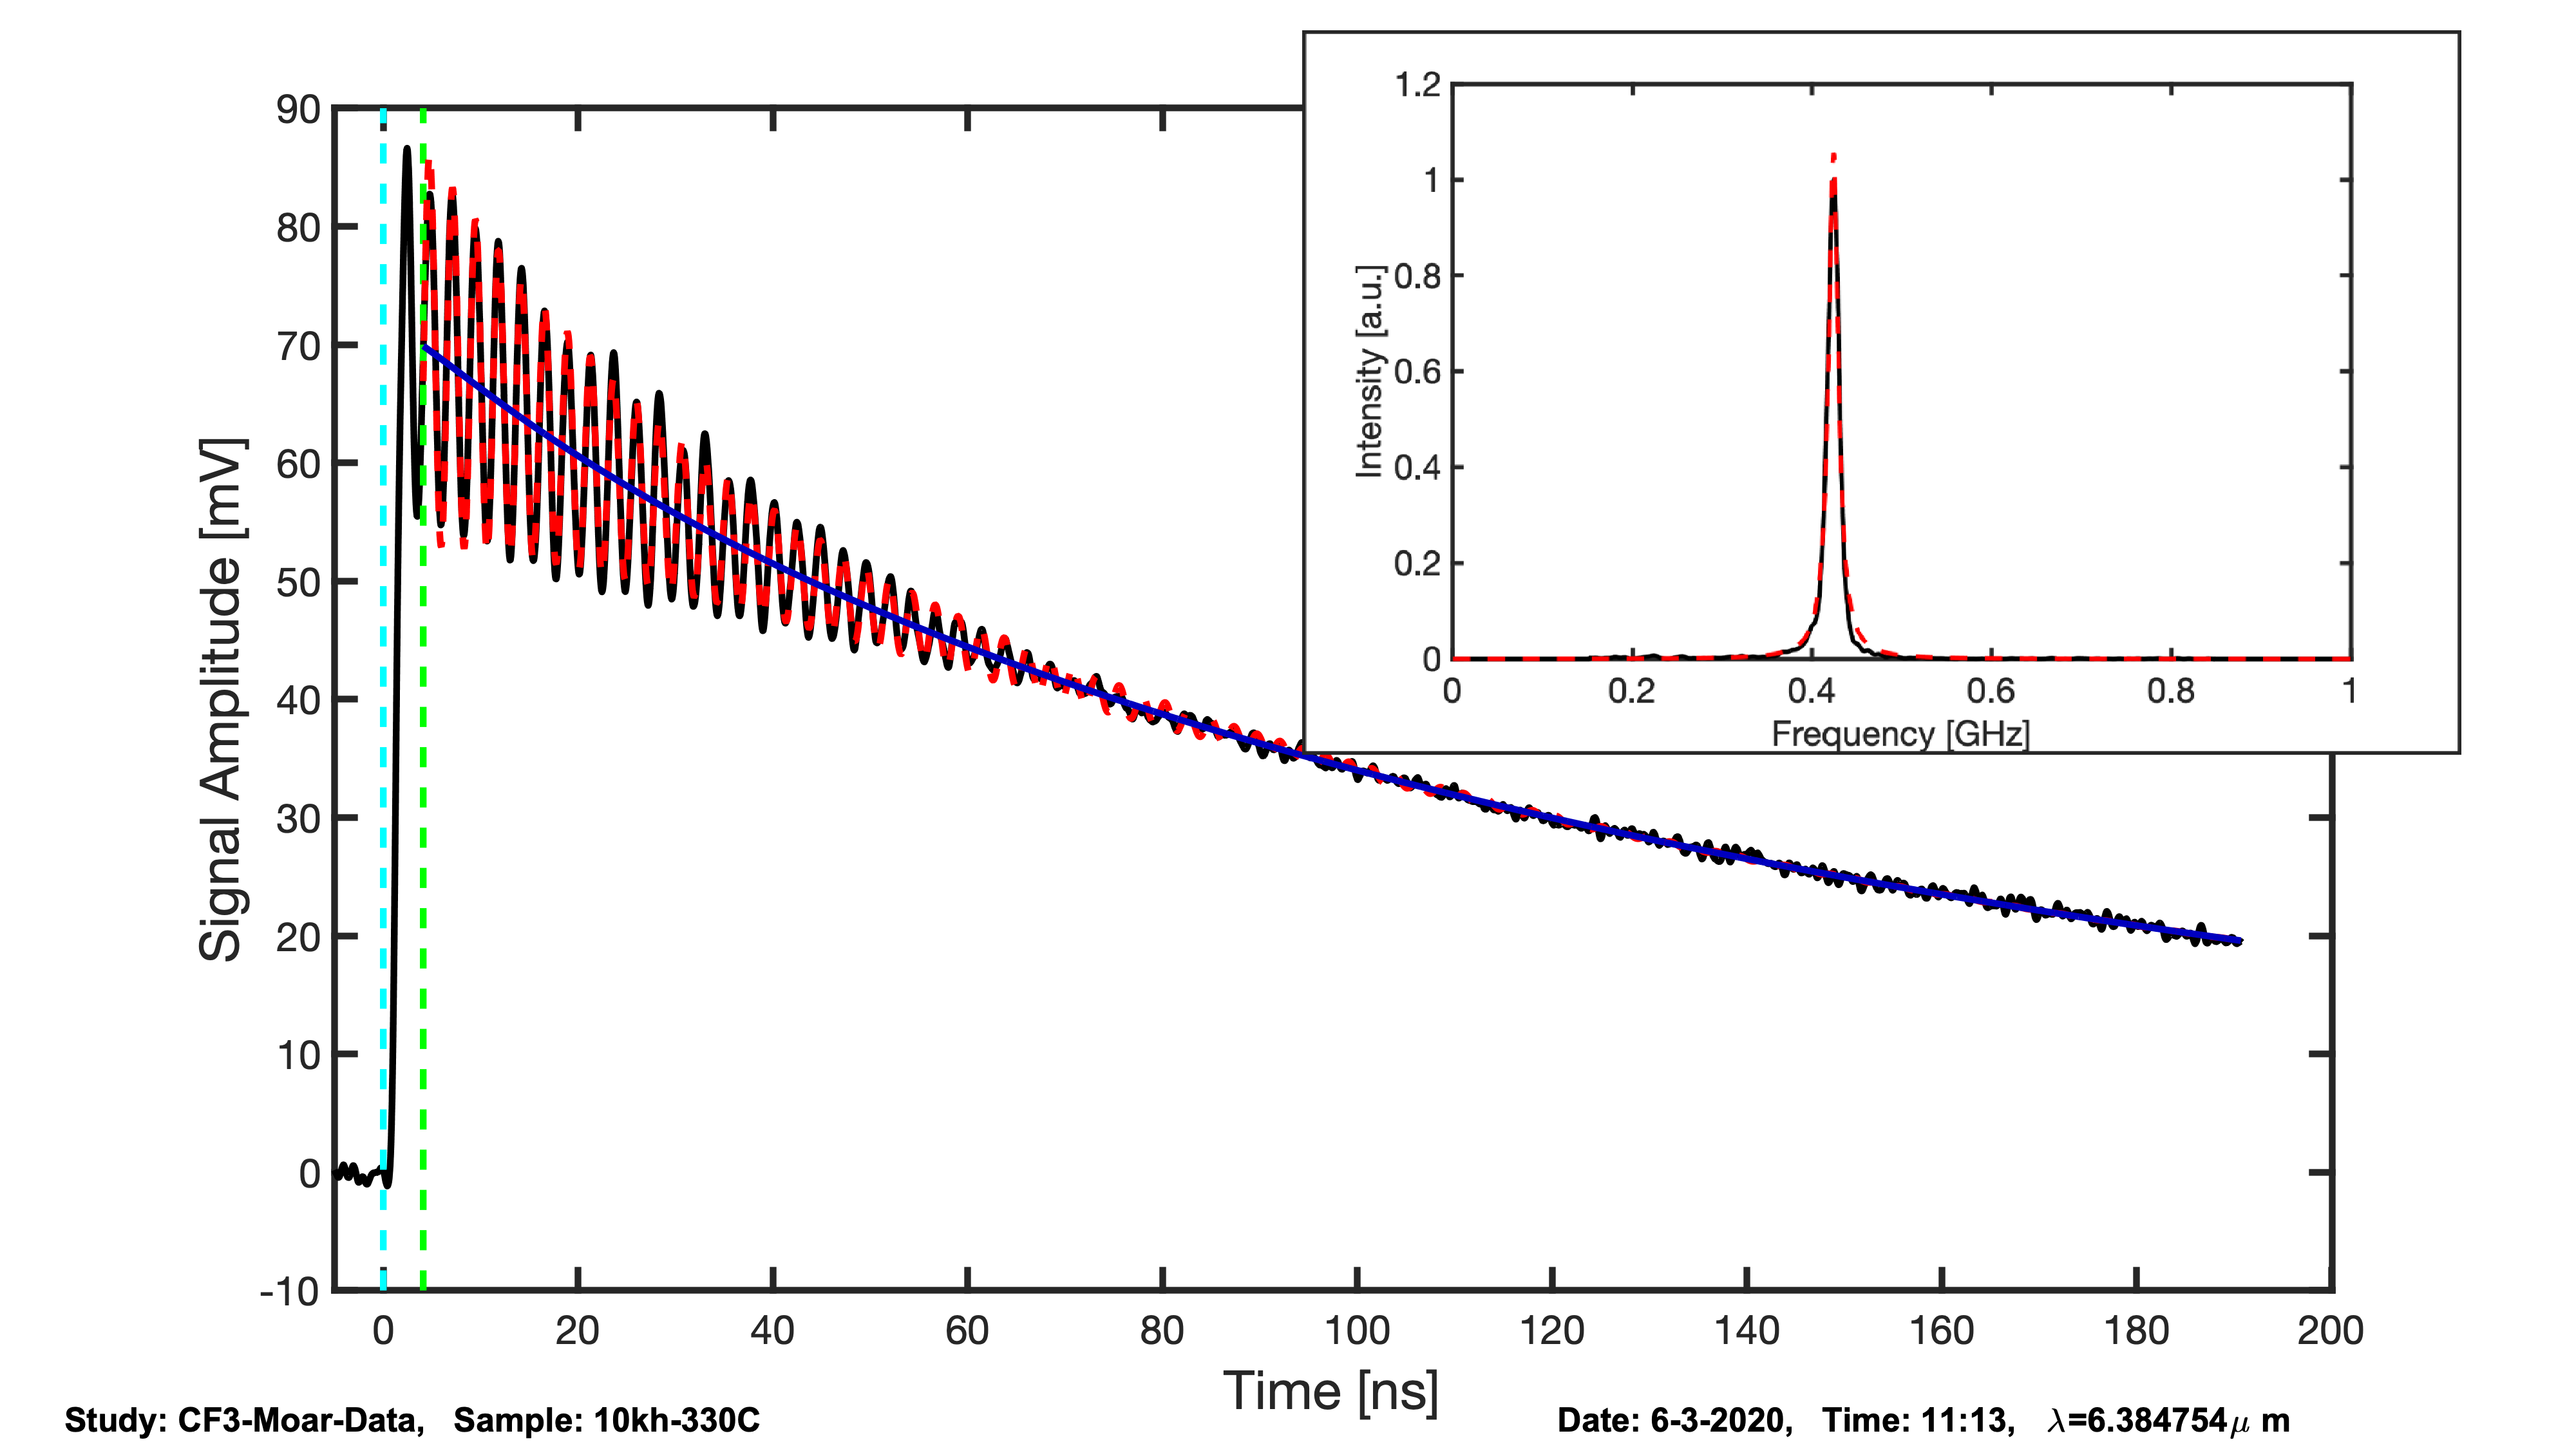 1.2
1
0.8
0.6
0.4
0.2
0
Intensity [a.u.]
0 0.2 0.4 0.6 0.8 1
Frequency [GHz]
90
80
70
60
50
40
30
20
10
0
-10
Signal Amplitude [mV]
0 20 40 60 80 100 120 140 160 180 200
Time [ns]
Study: CF3-Moar-Data, Sample: 10kh-330C
Date: 6-3-2020, Time: 11:13, λ=6.384754μ m